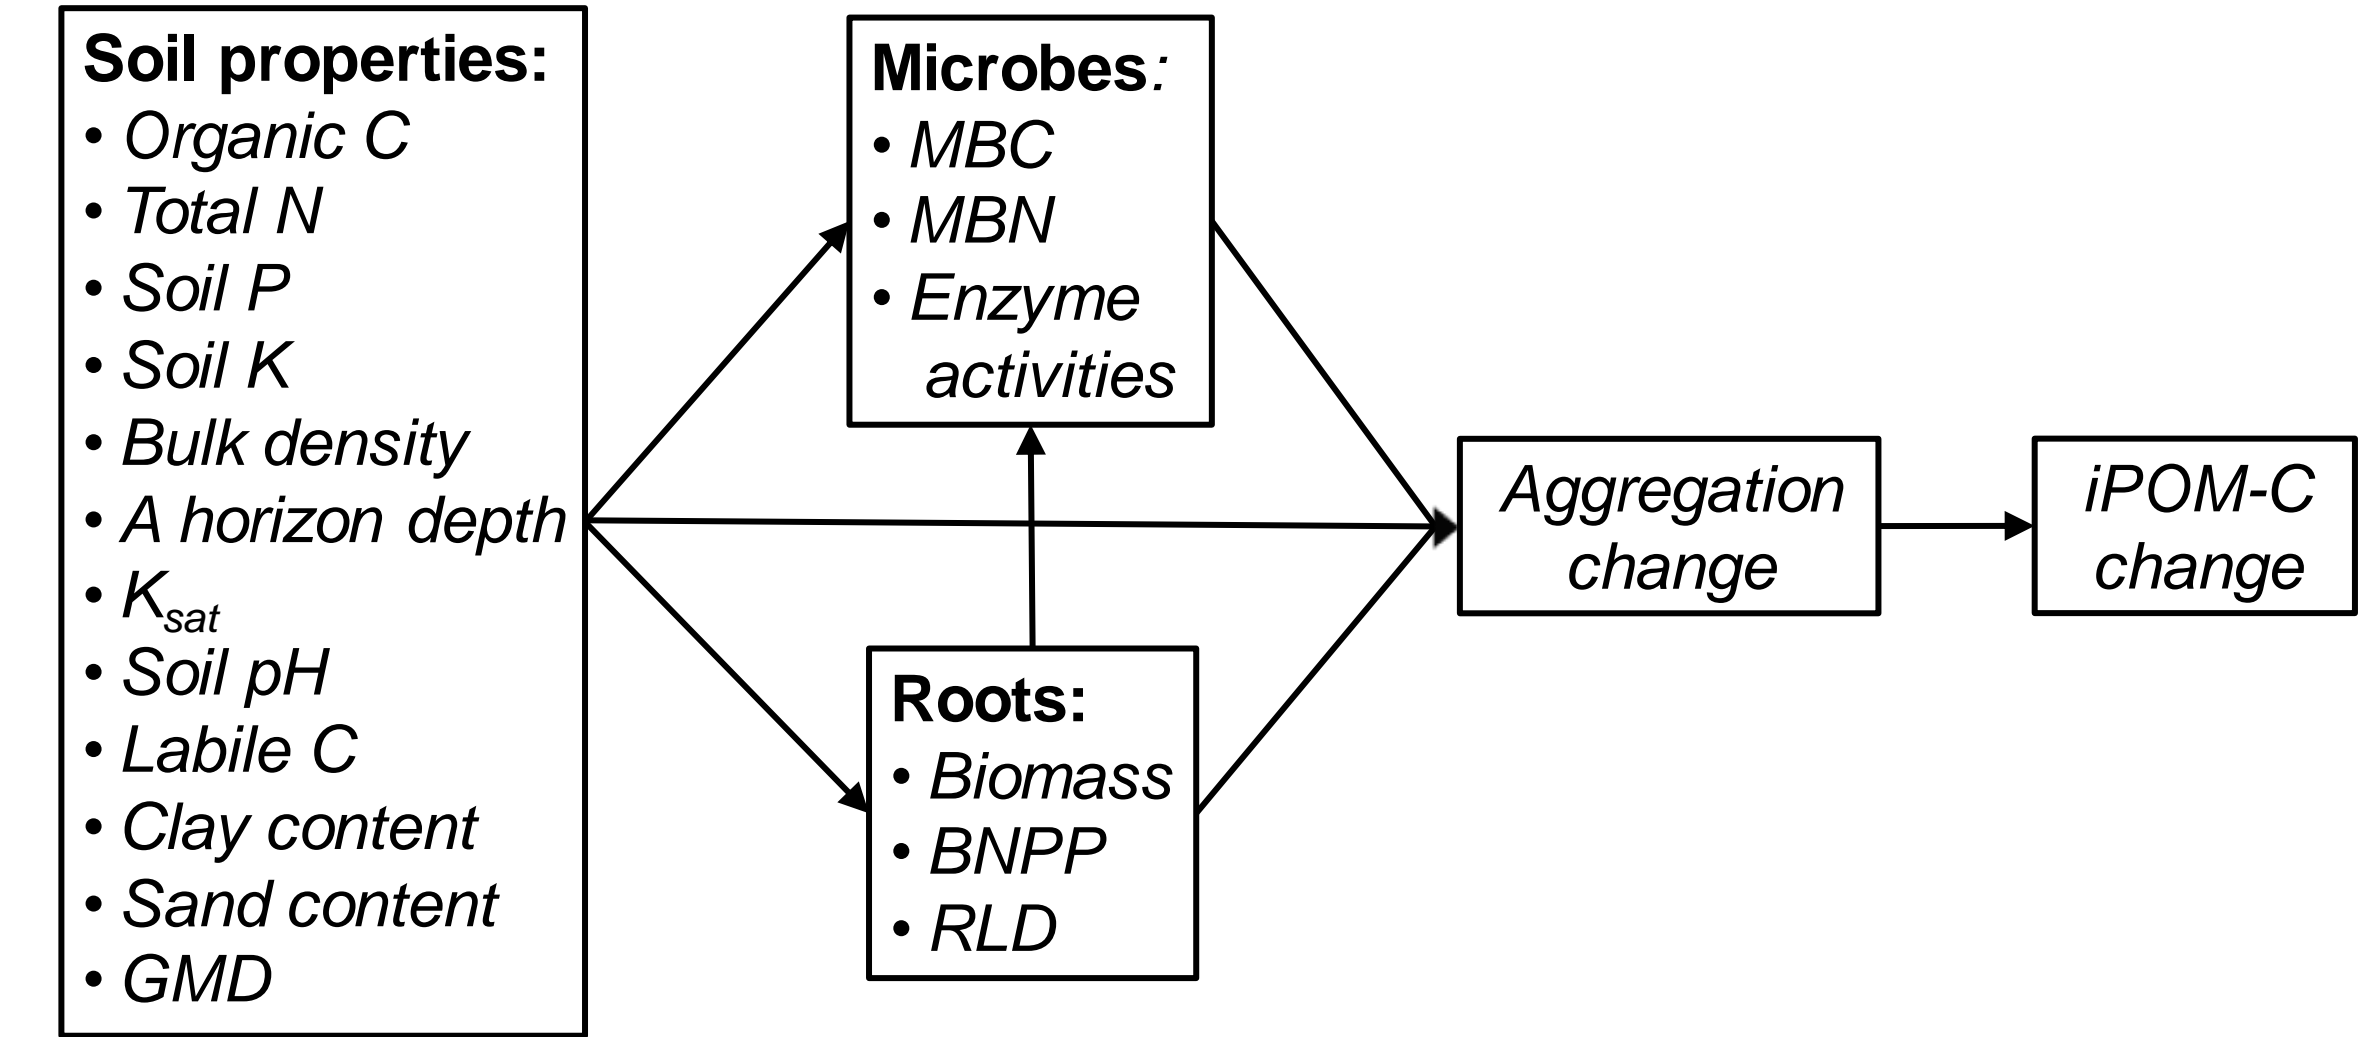 Soil properties:
• Organic C
• Total N
• Soil P
• Soil K
• Bulk density
• A horizon depth
• Ksat
• Soil pH
• Labile C
• Clay content
• Sand content
• GMD
Microbes:
• MBC
• MBN
• Enzyme
activities
Roots:
• Biomass
• BNPP
• RLD
Aggregation
change
iPOM-C
change